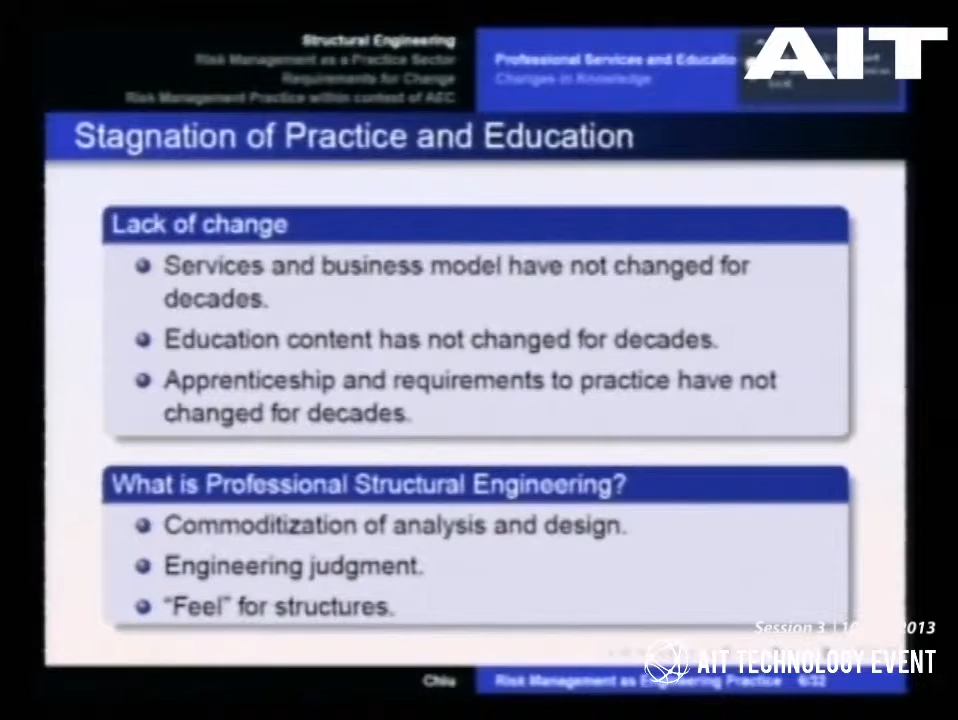 Structural Engineering
Risk Management as a Practice Sector
Requirements for Change
Risk Management Practice within context of AEC
Professional Services and Educatio
Changes in Knowledge
AIT
Stagnation of Practice and Education
Lack of change
Services and business model have not changed for
decades.
Education content has not changed for decades.
Apprenticeship and requirements to practice have not
changed for decades.
What is Professional Structural Engineering?
Commoditization of analysis and design.
Engineering judgment.
“Feel” for structures.
Session 3 | 2013
AIT TECHNOLOGY EVENT
Chiu
Risk Management as Engineering Practice 6/32